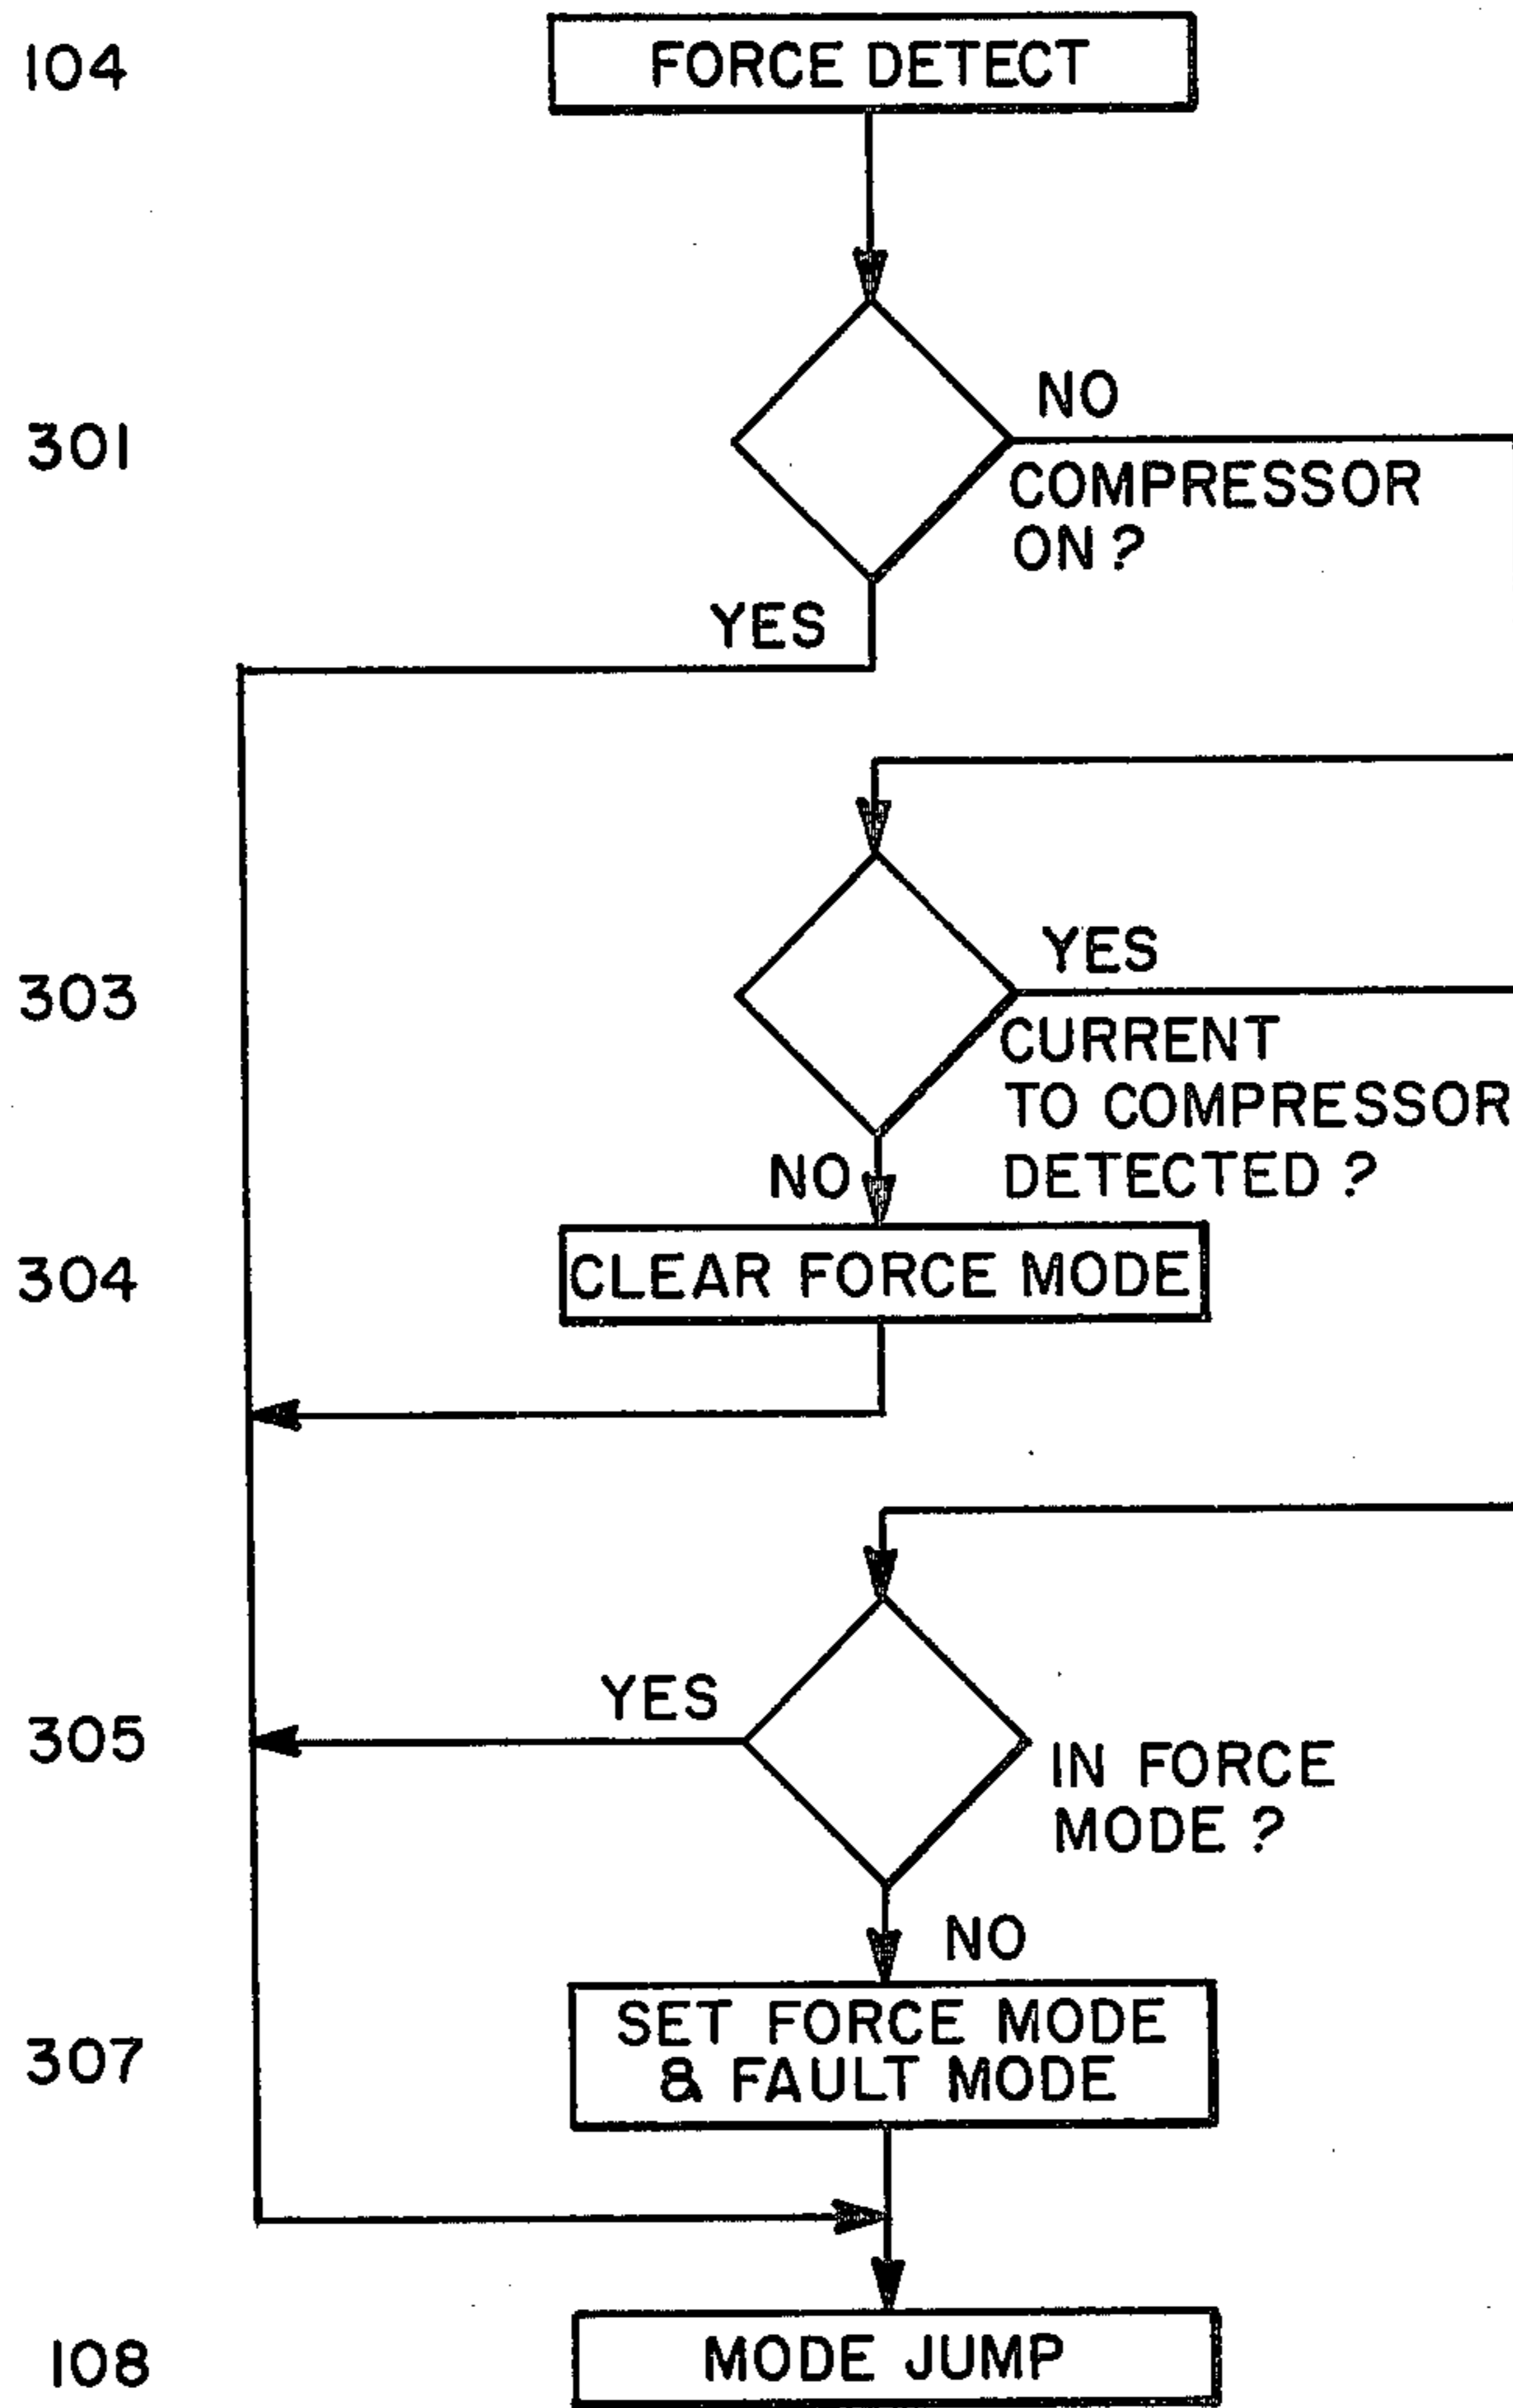 104
FORCE DETECT
NO
301
COMPRESSOR
ON?
YES
YES
303
CURRENT
TO COMPRESSOR
DETECTED?
NO
304
CLEAR FORCE MODE
YES
305
IN FORCE
MODE?
NO
307
SET FORCE MODE
& FAULT MODE
108
MODE JUMP